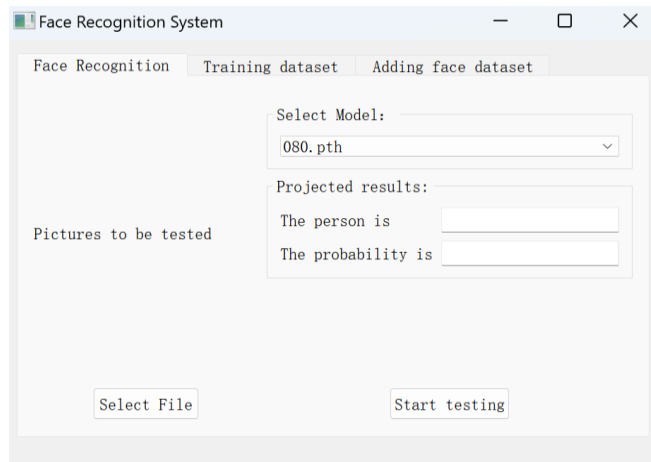 Face Recognition System
Face Recognition Training dataset Adding face dataset
Select Model:
080.pth
Projected results:
The person is
Pictures to be tested
The probability is
Select File Start testing